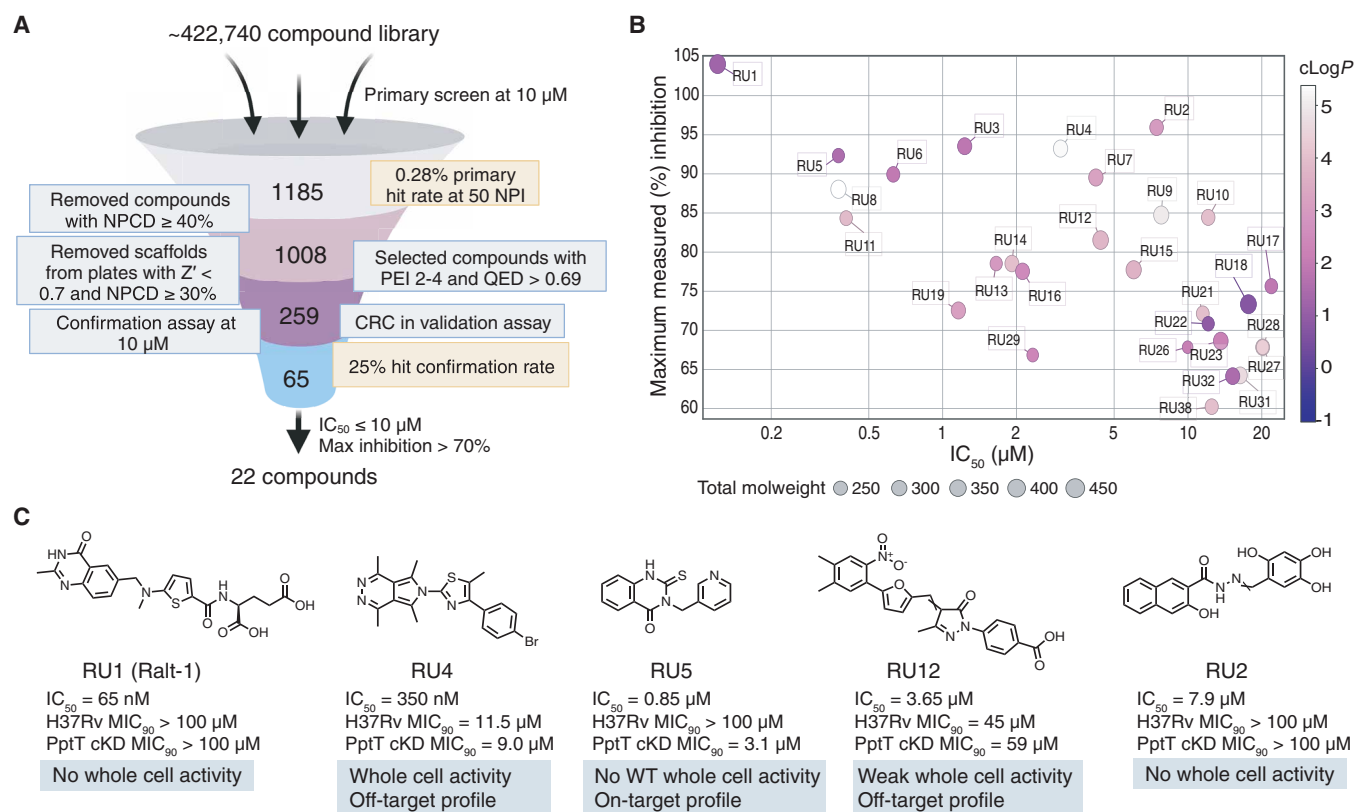 A
~422,740 compound library
Primary screen at 10 µM
1185
0.28% primary
hit rate at 50 NPI
Removed compounds
with NPCD ≥ 40%
1008
Removed scaffolds
from plates with Z′ <
0.7 and NPCD ≥ 30%
Selected compounds with
PEI 2-4 and QED > 0.69
259
Confirmation assay at
10 µM
CRC in validation assay
65
25% hit confirmation rate
IC50 ≤ 10 µM
Max inhibition > 70%
22 compounds
B
Maximum measured (%) inhibition
105
100
95
90
85
80
75
70
65
60
RU1
RU2
RU3
RU4
RU5
RU6
RU7
RU8
RU9
RU10
RU11
RU12
RU14
RU15
RU17
RU13
RU16
RU18
RU19
RU21
RU22
RU28
RU29
RU26
RU23
RU27
RU32
RU31
RU38
0.2
0.5
1
2
5
10
20
IC50 (µM)
Total molweight
250
300
350
400
450
cLogP
5
4
3
2
1
0
-1
C
O
HN
N
N
S
O
H
N
O
OH
O
OH
N
N
N
N
S
Br
H
N
S
N
O
N
O
N+
O-
O
O
N
N
O
OH
O
N
H
N
OH
HO
OH
OH
RU1 (Ralt-1)
IC50 = 65 nM
H37Rv MIC90 > 100 µM
PptT cKD MIC90 > 100 µM
No whole cell activity
RU4
IC50 = 350 nM
H37Rv MIC90 = 11.5 µM
PptT cKD MIC90 = 9.0 µM
Whole cell activity
Off-target profile
RU5
IC50 = 0.85 µM
H37Rv MIC90 > 100 µM
PptT cKD MIC90 = 3.1 µM
No WT whole cell activity
On-target profile
RU12
IC50 = 3.65 µM
H37Rv MIC90 = 45 µM
PptT cKD MIC90 = 59 µM
Weak whole cell activity
Off-target profile
RU2
IC50 = 7.9 µM
H37Rv MIC90 > 100 µM
PptT cKD MIC90 > 100 µM
No whole cell activity